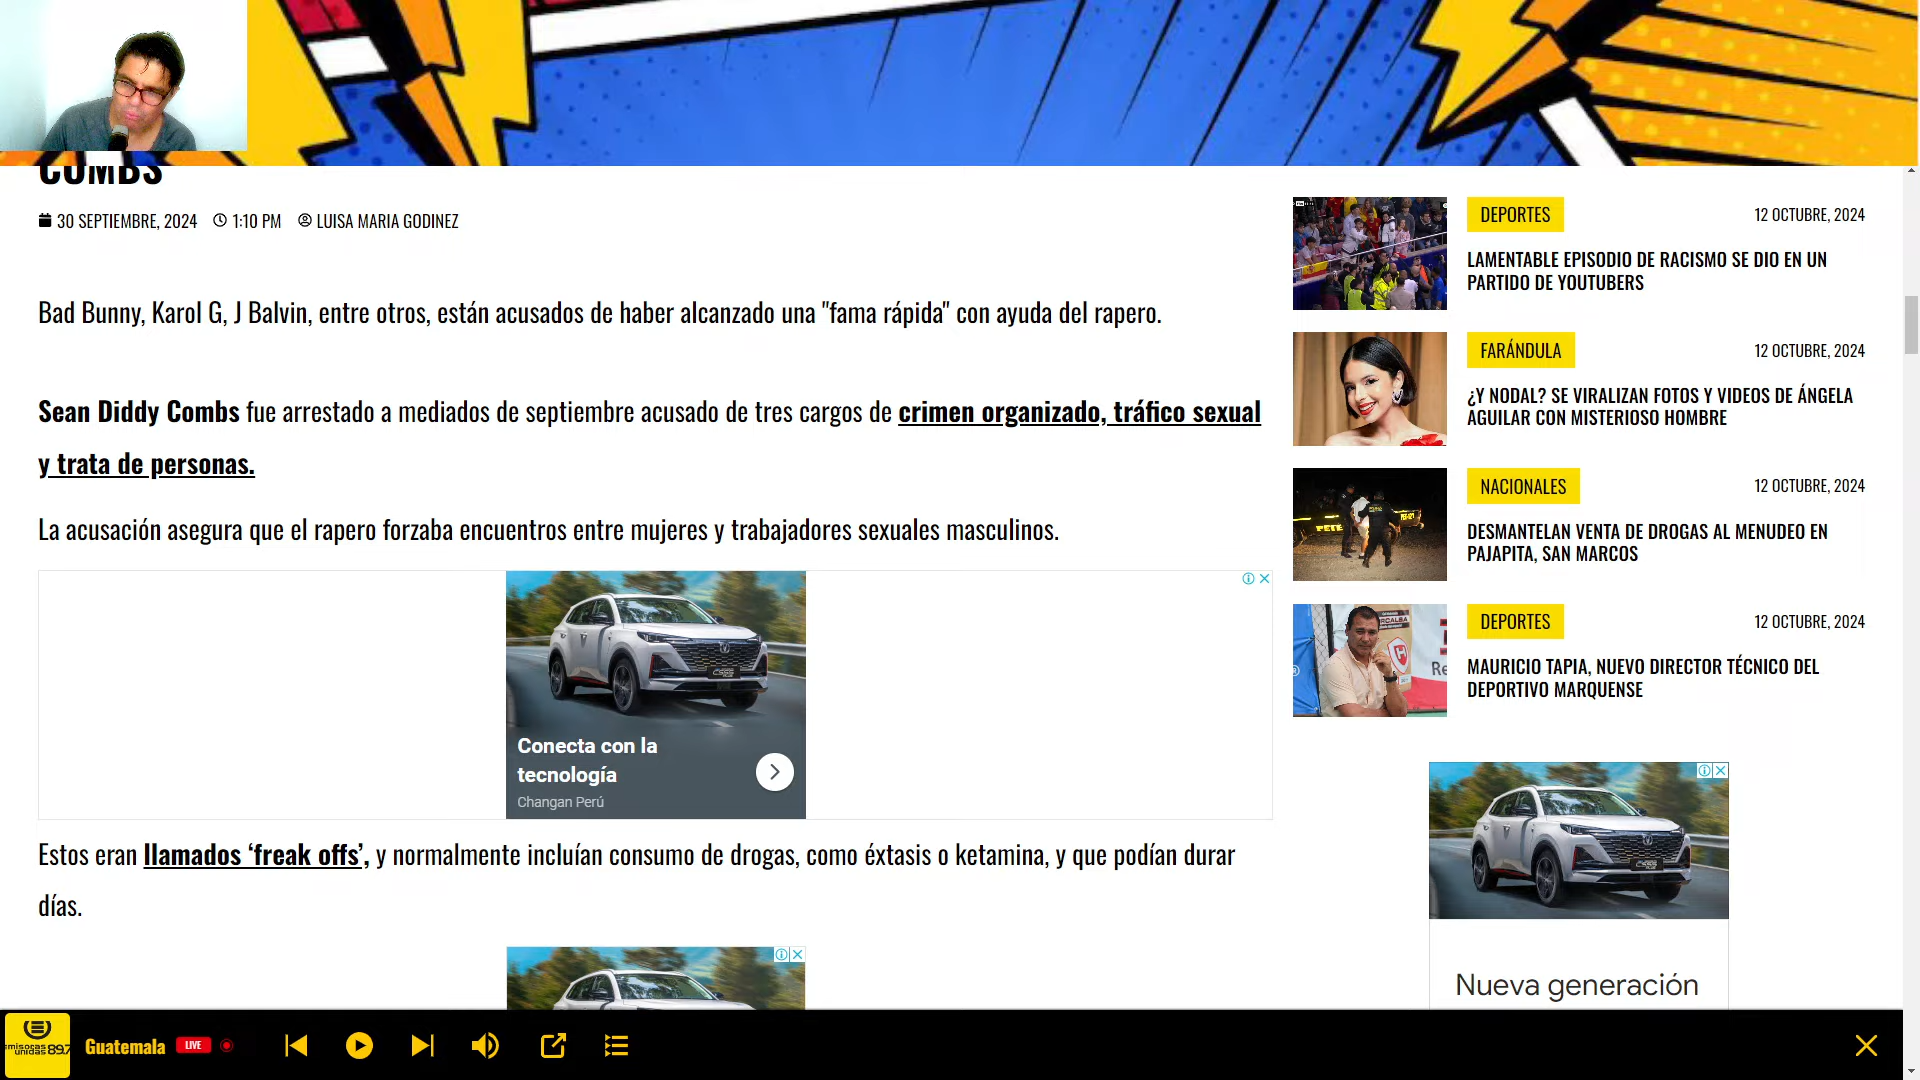 COMBS
30 SEPTIEMBRE, 2024 1:10 PM LUISA MARIA GODINEZ
Bad Bunny, Karol G, J Balvin, entre otros, están acusados de haber alcanzado una "fama rápida" con ayuda del rapero.
Sean Diddy Combs fue arrestado a mediados de septiembre acusado de tres cargos de crimen organizado, tráfico sexual
y trata de personas.
La acusación asegura que el rapero forzaba encuentros entre mujeres y trabajadores sexuales masculinos.
Conecta con la
tecnología
Changan Perú
Estos eran llamados ‘freak offs’, y normalmente incluían consumo de drogas, como éxtasis o ketamina, y que podían durar
días.
DEPORTES
12 OCTUBRE, 2024
LAMENTABLE EPISODIO DE RACISMO SE DIO EN UN
PARTIDO DE YOUTUBERS
FARÁNDULA
12 OCTUBRE, 2024
¿Y NODAL? SE VIRALIZAN FOTOS Y VIDEOS DE ÁNGELA
AGUILAR CON MISTERIOSO HOMBRE
NACIONALES
12 OCTUBRE, 2024
DESMANTELAN VENTA DE DROGAS AL MENUDEO EN
PAJAPITA, SAN MARCOS
DEPORTES
12 OCTUBRE, 2024
MAURICIO TAPIA, NUEVO DIRECTOR TÉCNICO DEL
DEPORTIVO MARQUENSE
Nueva generación
unidas 89.7
Guatemala LIVE